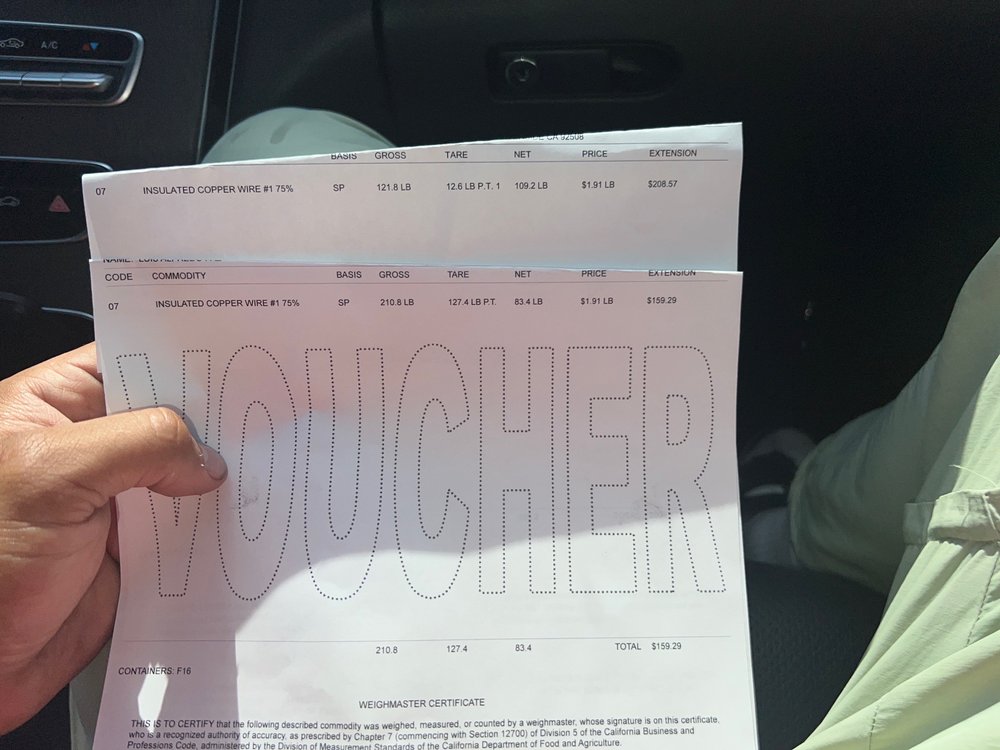 A/C
CA 92508
BASIS GROSS TARE NET PRICE EXTENSION
07 INSULATED COPPER WIRE #1 75% SP 121.8 LB 12.6 LB P.T. 1 109.2 LB $1.91 LB $208.57
NAME:
CODE COMMODITY BASIS GROSS TARE NET PRICE EXTENSION
07 INSULATED COPPER WIRE #1 75% SP 210.8 LB 127.4 LB P.T. 83.4 LB $1.91 LB $159.29
VOUCHER
210.8 127.4 83.4 TOTAL $159.29
CONTAINERS: F16
WEIGHMASTER CERTIFICATE
THIS IS TO CERTIFY that the following described commodity was weighed, measured, or counted by a weighmaster, whose signature is on this certificate,
who is a recognized authority of accuracy, as prescribed by Chapter 7 (commencing with Section 12700) of Division 5 of the California Business and
Professions Code, administered by the Division of Measurement Standards of the California Department of Food and Agriculture.